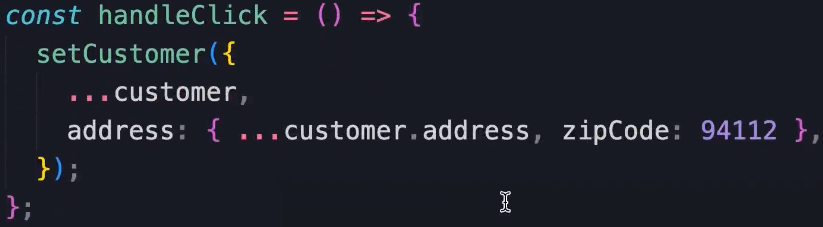 const handleClick = () => {
setCustomer({
...customer,
address: { ...customer.address, zipCode: 94112 },
});
};